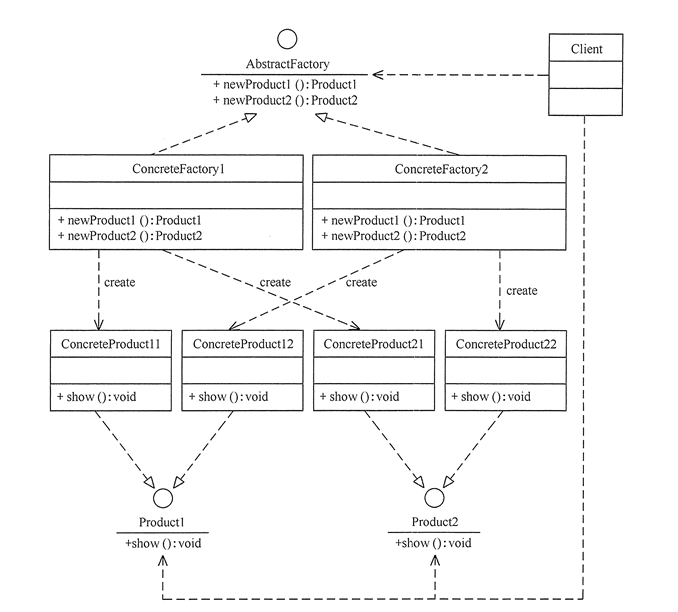 AbstractFactory
+ newProduct1 (): Product1
+ newProduct2 (): Product2
Client
ConcreteFactory1
+ newProduct1 (): Product1
+ newProduct2 (): Product2
ConcreteFactory2
+ newProduct1 (): Product1
+ newProduct2 (): Product2
create
create
create
create
ConcreteProduct11
+ show (): void
ConcreteProduct12
+ show (): void
ConcreteProduct21
+ show (): void
ConcreteProduct22
+ show (): void
Product1
+show (): void
Product2
+show (): void